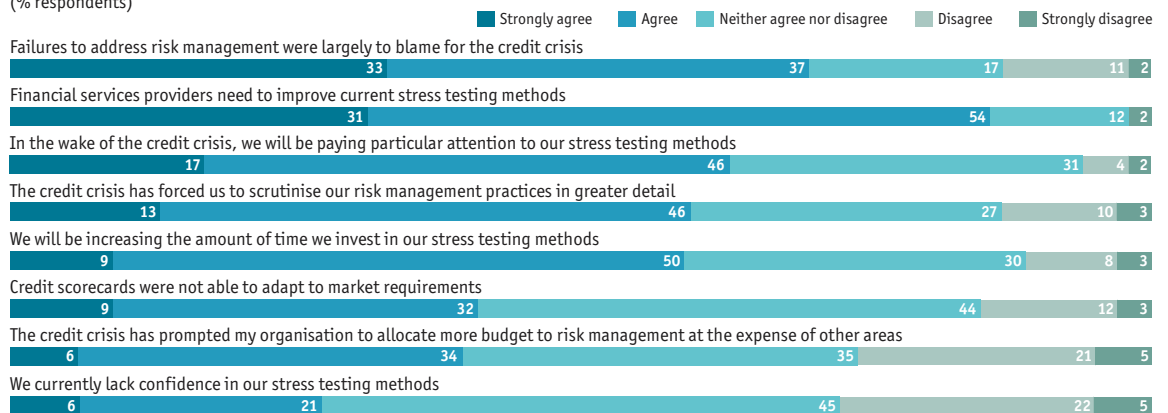 (% respondents)
Strongly agree Agree Neither agree nor disagree Disagree Strongly disagree
Failures to address risk management were largely to blame for the credit crisis
33 37 17 11 2
Financial services providers need to improve current stress testing methods
31 54 12 2
In the wake of the credit crisis, we will be paying particular attention to our stress testing methods
17 46 31 4 2
The credit crisis has forced us to scrutinise our risk management practices in greater detail
13 46 27 10 3
We will be increasing the amount of time we invest in our stress testing methods
9 50 30 8 3
Credit scorecards were not able to adapt to market requirements
9 32 44 12 3
The credit crisis has prompted my organisation to allocate more budget to risk management at the expense of other areas
6 34 35 21 5
We currently lack confidence in our stress testing methods
6 21 45 22 5